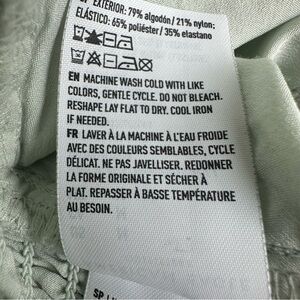 EXTERIOR: 79% algodón / 21% nylon;
ELÁSTICO: 65% poliéster / 35% elastano
EN MACHINE WASH COLD WITH LIKE
COLORS, GENTLE CYCLE. DO NOT BLEACH.
RESHAPE LAY FLAT TO DRY. COOL IRON
IF NEEDED.
FR LAVER À LA MACHINE À L'EAU FROIDE
AVEC DES COULEURS SEMBLABLES, CYCLE
DÉLICAT. NE PAS JAVELLISER. REDONNER
LA FORME ORIGINALE ET SÉCHER À
PLAT. REPASSER À BASSE TEMPÉRATURE
AU BESOIN.
SP